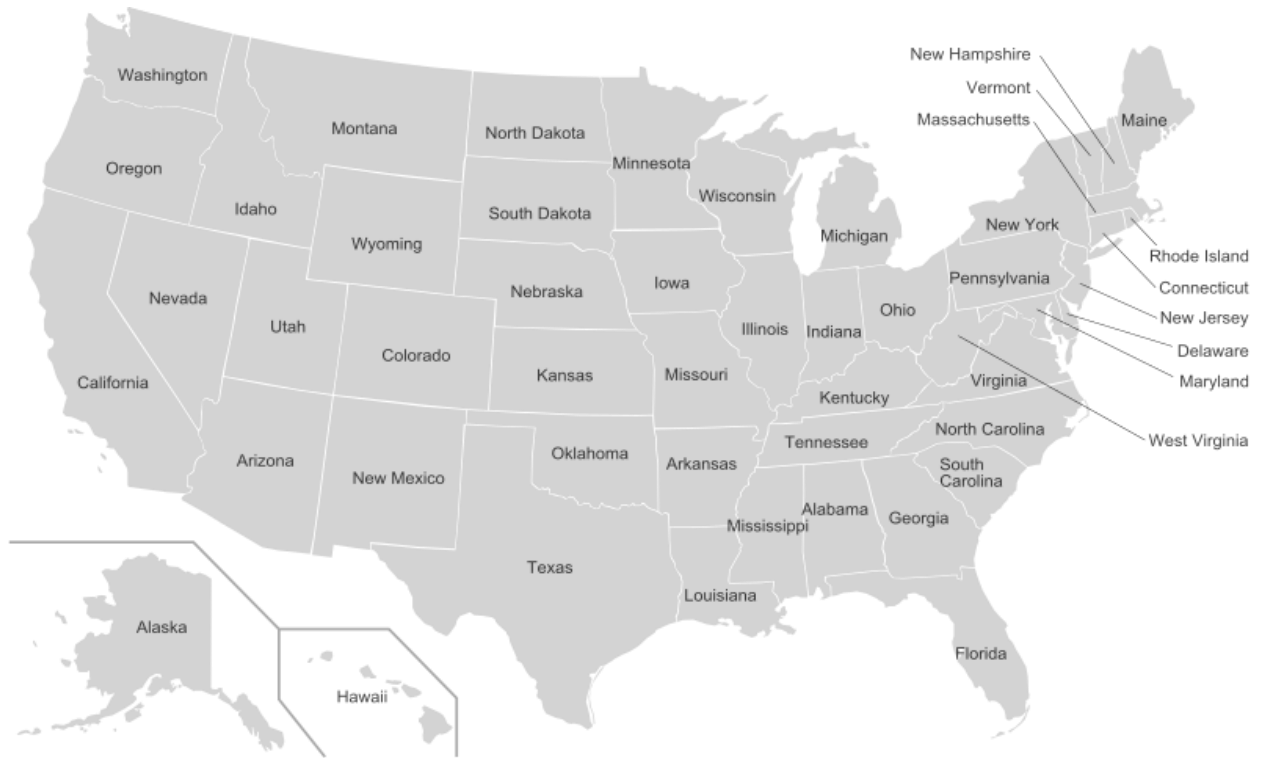 New Hampshire
Vermont
Massachusetts
Washington
Montana
North Dakota
Minnesota
Maine
Oregon
Idaho
Wyoming
South Dakota
Wisconsin
Michigan
New York
Rhode Island
Nevada
Utah
Colorado
Nebraska
Iowa
Illinois
Indiana
Ohio
Pennsylvania
Connecticut
New Jersey
Delaware
Maryland
California
Kansas
Missouri
Kentucky
Virginia
West Virginia
Arizona
New Mexico
Oklahoma
Arkansas
Tennessee
North Carolina
South
Carolina
Texas
Louisiana
Mississippi
Alabama
Georgia
Florida
Alaska
Hawaii